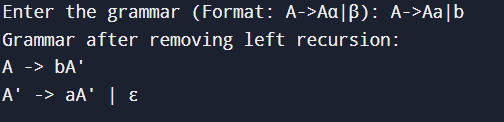 Enter the grammar (Format: A->Aα|β): A->Aa|b
Grammar after removing left recursion:
A -> bA'
A' -> aA' | ε